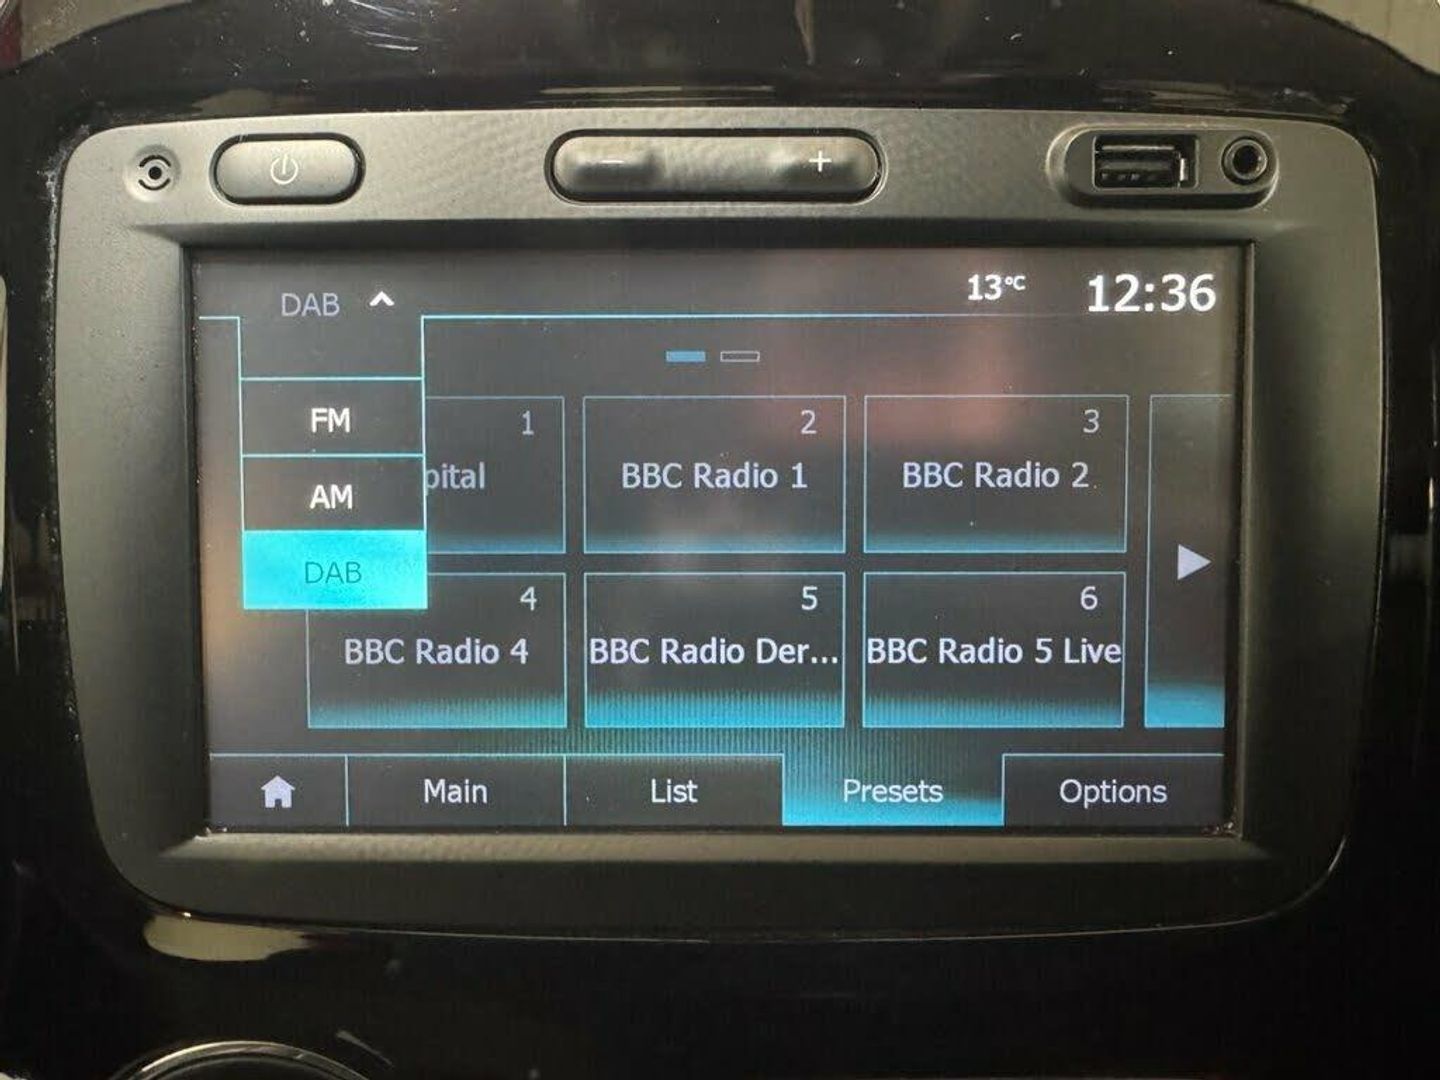 − +
DAB 13°C 12:36
FM
AM
DAB
1
pital
2
BBC Radio 1
3
BBC Radio 2
4
BBC Radio 4
5
BBC Radio Der...
6
BBC Radio 5 Live
Main List Presets Options